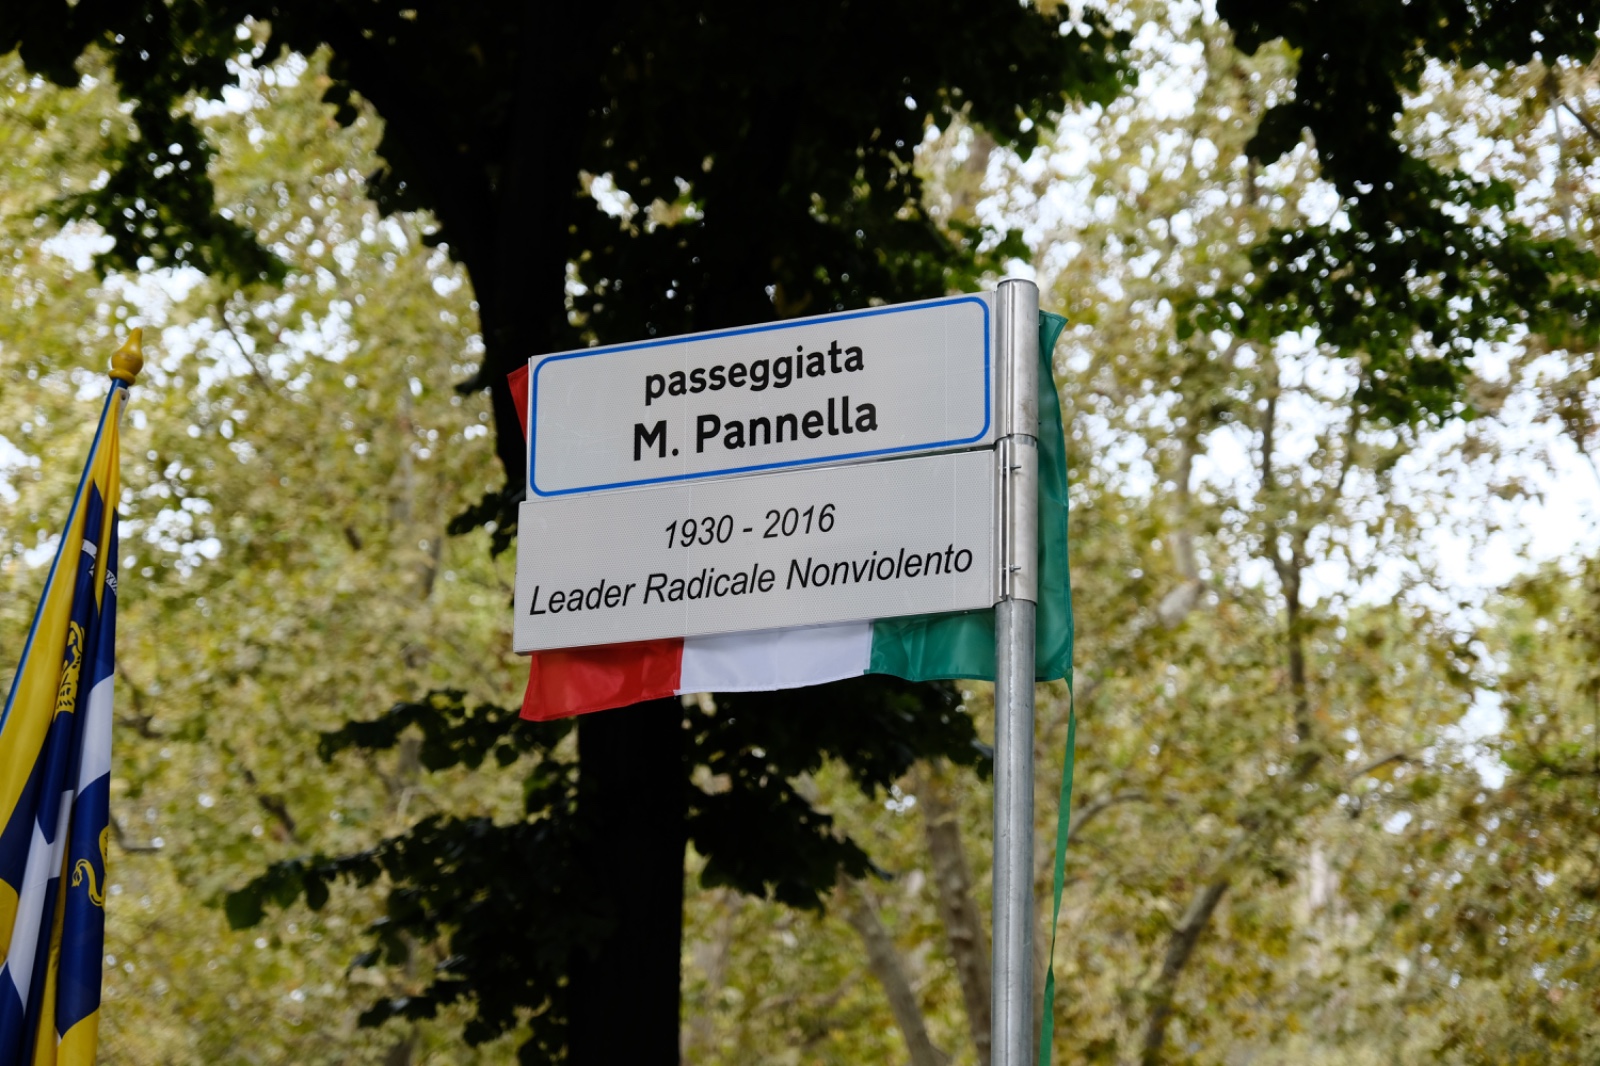 passeggiata
M. Pannella
1930 - 2016
Leader Radicale Nonviolento